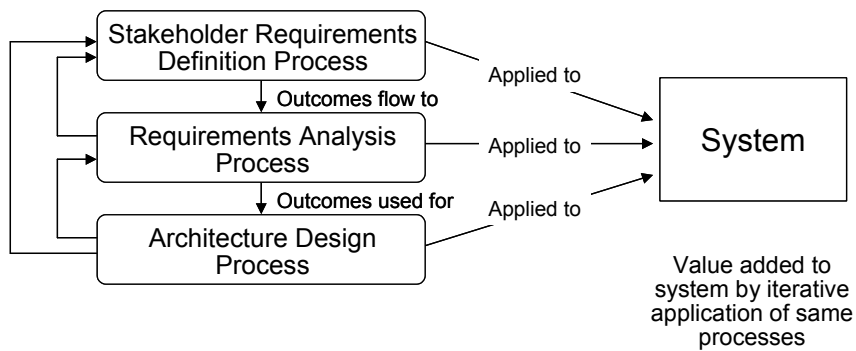 Stakeholder Requirements
Definition Process
Applied to
Outcomes flow to
Requirements Analysis
Process
Applied to
System
Outcomes used for
Applied to
Architecture Design
Process
Value added to
system by iterative
application of same
processes